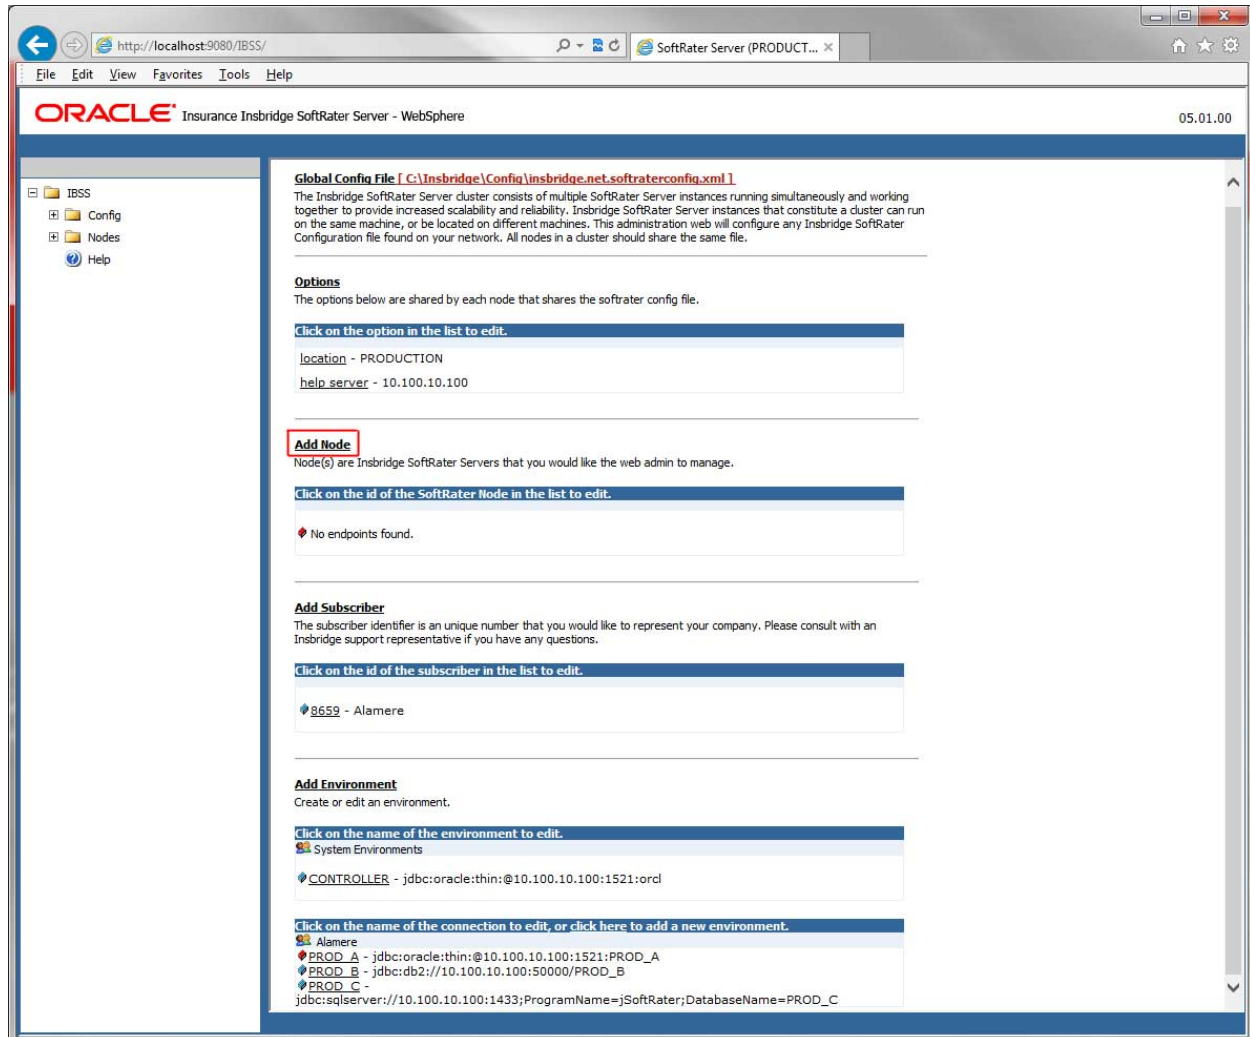 http://localhost:9080/IBSS/
SoftRater Server (PRODUCT...
File Edit View Favorites Tools Help
ORACLE Insurance Insbridge SoftRater Server - WebSphere
05.01.00
IBSS
Config
Nodes
Help
Global Config File [ C:\Insbridge\Config\insbridge.net.softraterconfig.xml ]
The Insbridge SoftRater Server cluster consists of multiple SoftRater Server instances running simultaneously and working
together to provide increased scalability and reliability. Insbridge SoftRater Server instances that constitute a cluster can run
on the same machine, or be located on different machines. This administration web will configure any Insbridge SoftRater
Configuration file found on your network. All nodes in a cluster should share the same file.
Options
The options below are shared by each node that shares the softrater config file.
Click on the option in the list to edit.
location - PRODUCTION
help server - 10.100.10.100
Add Node
Node(s) are Insbridge SoftRater Servers that you would like the web admin to manage.
Click on the id of the SoftRater Node in the list to edit.
No endpoints found.
Add Subscriber
The subscriber identifier is an unique number that you would like to represent your company. Please consult with an
Insbridge support representative if you have any questions.
Click on the id of the subscriber in the list to edit.
8659 - Alamere
Add Environment
Create or edit an environment.
Click on the name of the environment to edit.
System Environments
CONTROLLER - jdbc:oracle:thin:@10.100.10.100:1521:orcl
Click on the name of the connection to edit, or click here to add a new environment.
Alamere
PROD_A - jdbc:oracle:thin:@10.100.10.100:1521:PROD_A
PROD_B - jdbc:db2://10.100.10.100:50000/PROD_B
PROD_C -
jdbc:sqlserver://10.100.10.100:1433;ProgramName=jSoftRater;DatabaseName=PROD_C